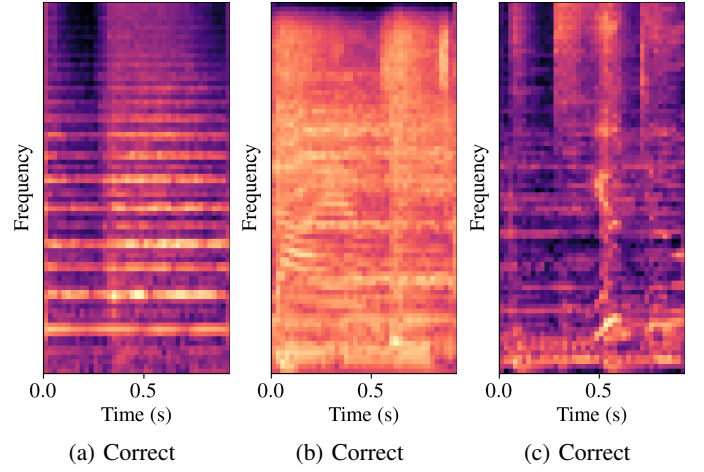 Frequency
Frequency
Frequency
0.0 0.5 0.0 0.5 0.0 0.5
Time (s) Time (s) Time (s)
(a) Correct (b) Correct (c) Correct